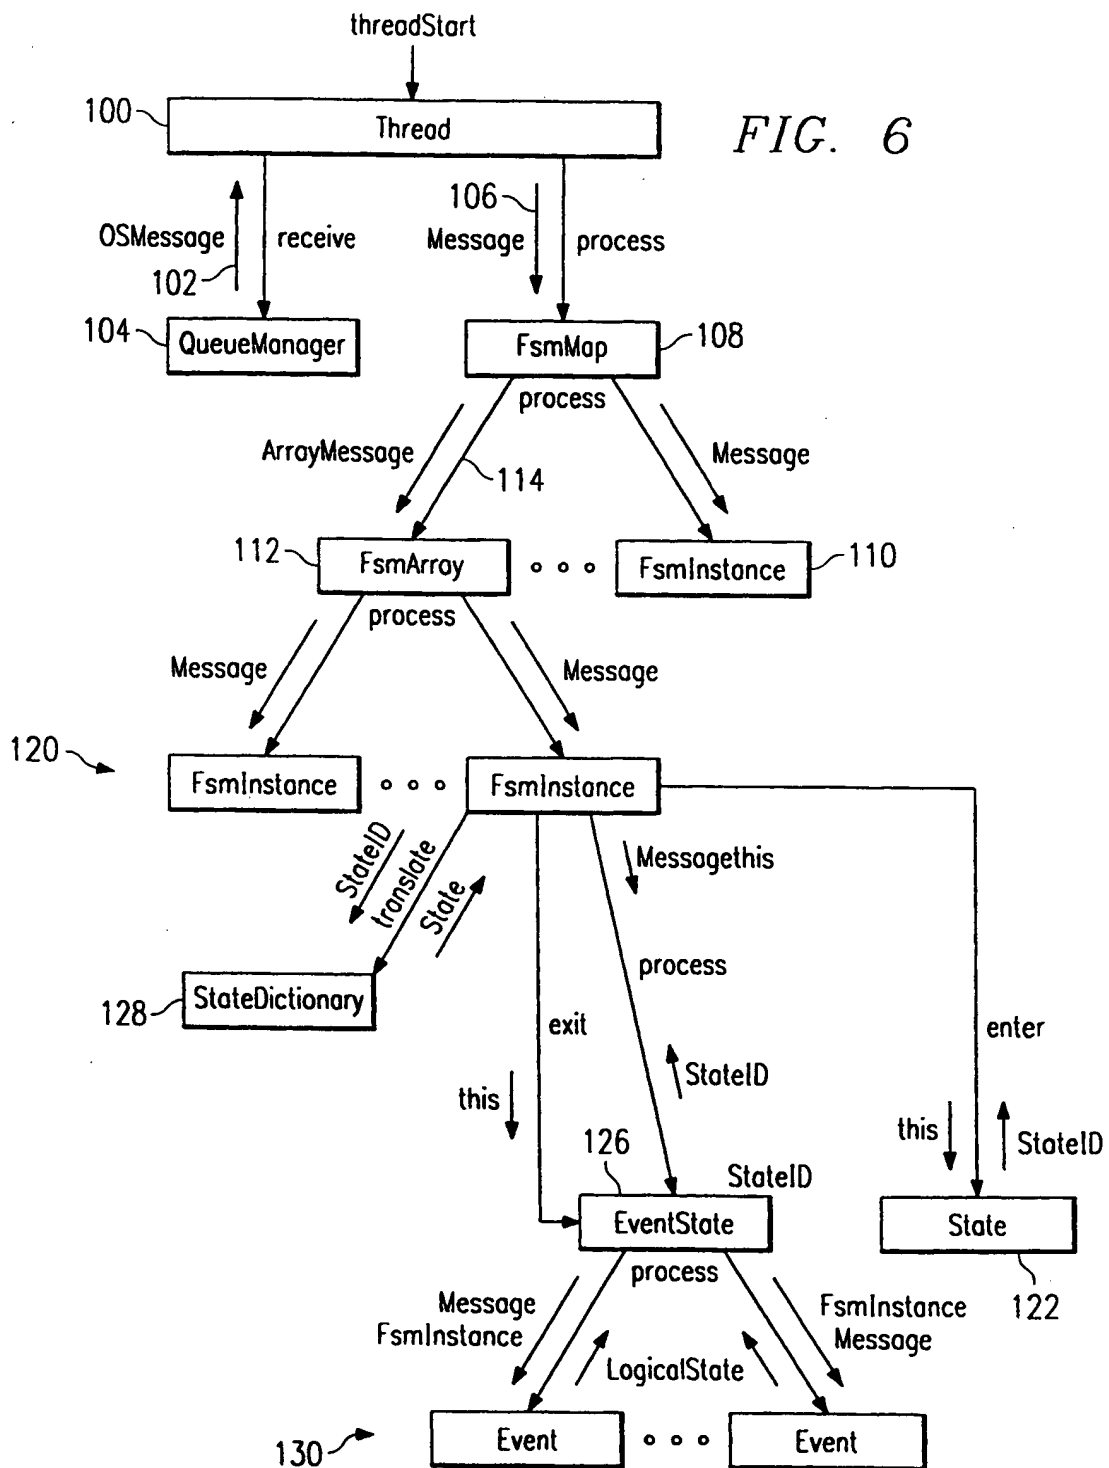 threadStart
100
Thread
FIG. 6
106
OSMessage
receive
Message
process
102
104
QueueManager
FsmMap
108
process
ArrayMessage
114
Message
112
FsmArray
FsmInstance
110
process
Message
Message
120
FsmInstance
FsmInstance
StateID
translate
State
Messagethis
process
128
StateDictionary
exit
enter
StateID
this
this
StateID
126
StateID
EventState
State
process
122
Message
FsmInstance
FsmInstance
Message
LogicalState
130
Event
Event